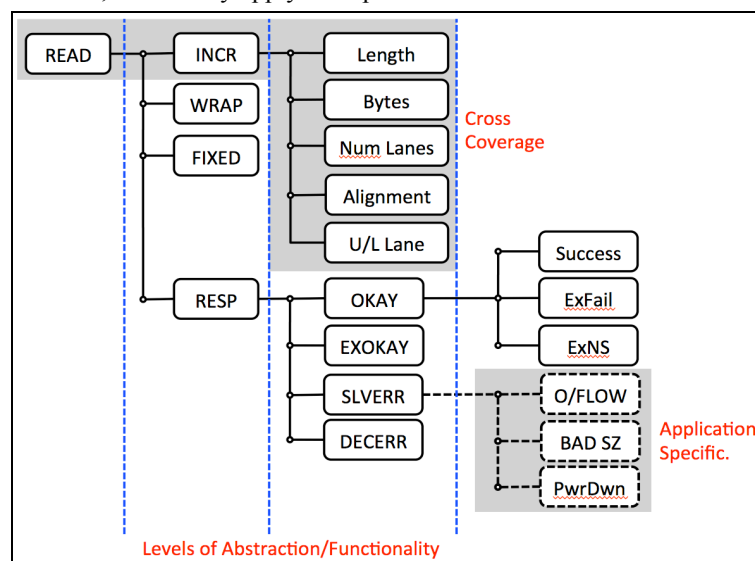 READ
INCR
Length
WRAP
Bytes
Cross
Coverage
FIXED
Num Lanes
Alignment
U/L Lane
RESP
OKAY
Success
EXOKAY
ExFail
SLVERR
ExNS
DECERR
O/FLOW
BAD SZ
PwrDwn
Application
Specific.
Levels of Abstraction/Functionality